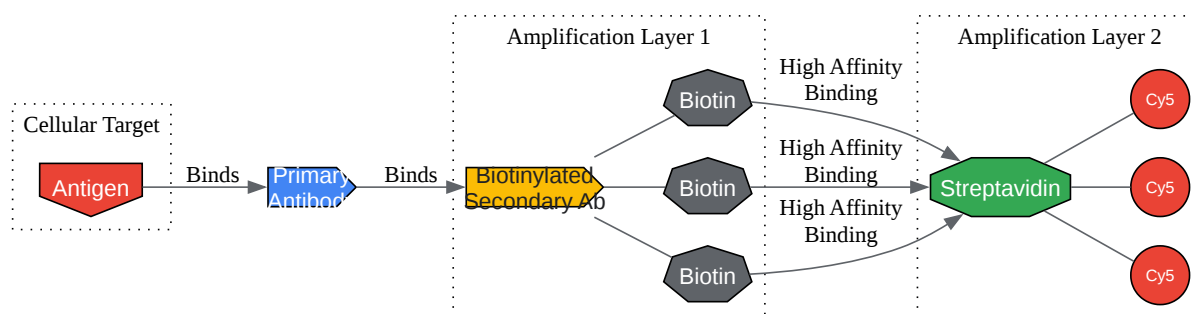 Cellular Target
Antigen
Binds
Primary
Antibody
Binds
Amplification Layer 1
Biotinylated
Secondary Ab
Biotin
Biotin
Biotin
High Affinity
Binding
High Affinity
Binding
High Affinity
Binding
Amplification Layer 2
Streptavidin
Cy5
Cy5
Cy5